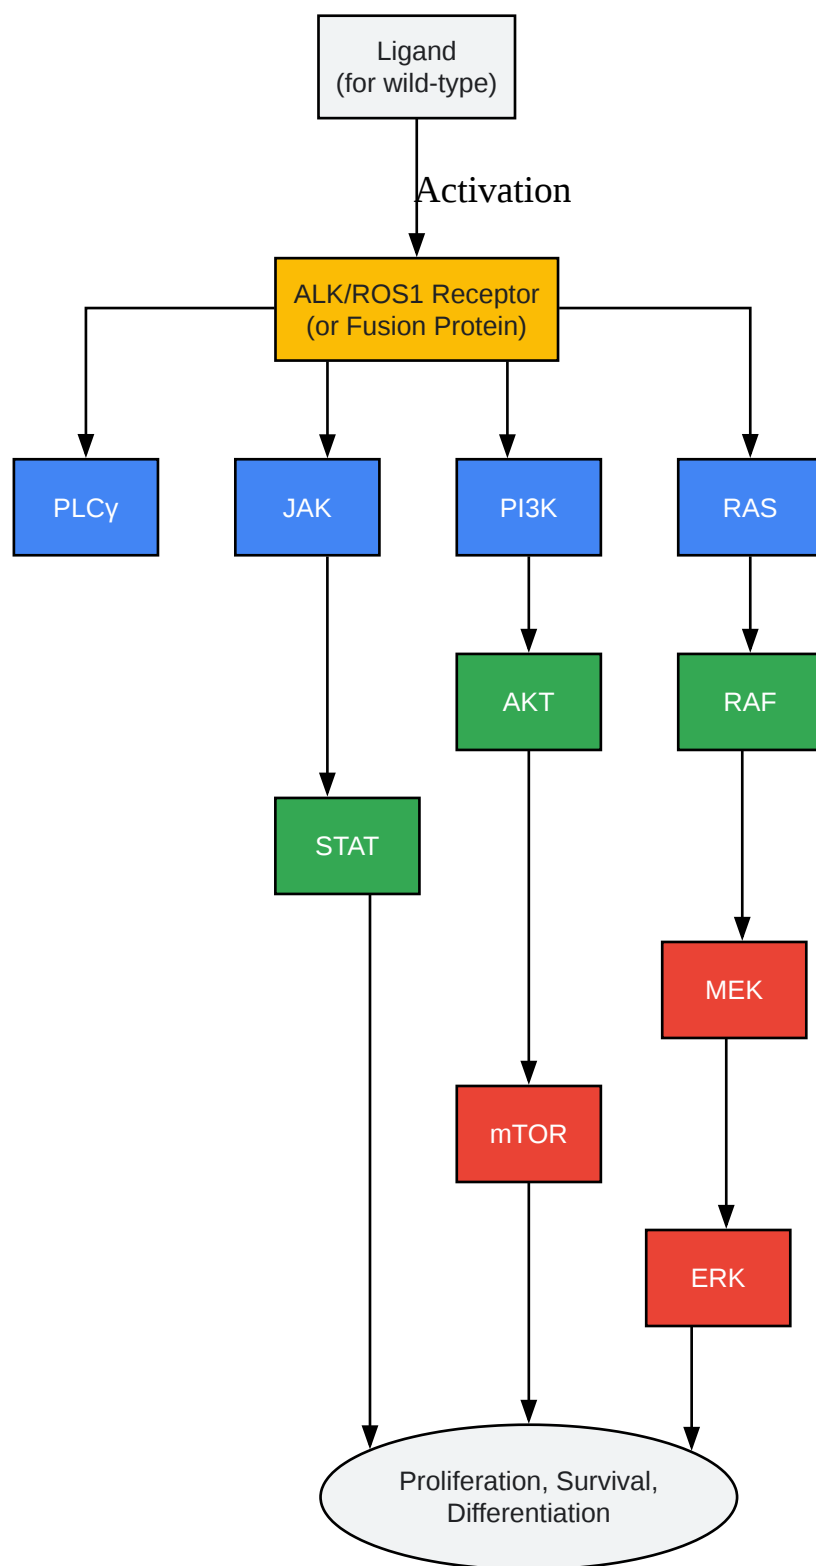 Ligand
(for wild-type)
Activation
ALK/ROS1 Receptor
(or Fusion Protein)
PLCγ
JAK
PI3K
RAS
AKT
RAF
STAT
MEK
mTOR
ERK
Proliferation, Survival,
Differentiation